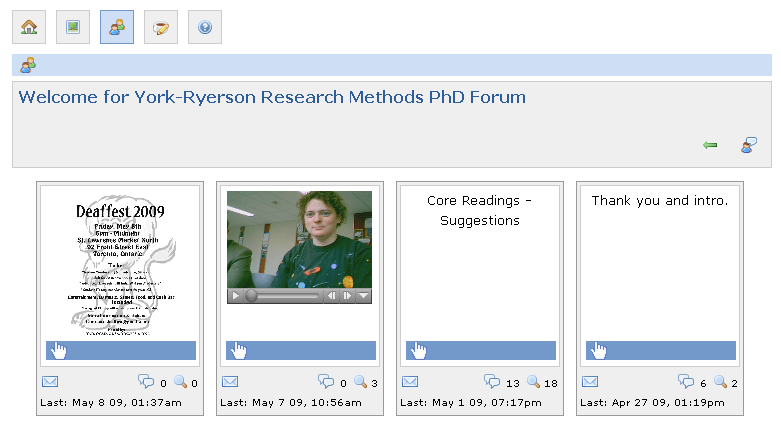 Welcome for York-Ryerson Research Methods PhD Forum
Deaffest 2009
Friday, May 8th
6pm - Midnight
St. Lawrence Market North
92 Front Street East
Toronto, Ontario
0 0
Last: May 8 09, 01:37am
0 3
Last: May 7 09, 10:56am
Core Readings -
Suggestions
13 18
Last: May 1 09, 07:17pm
Thank you and intro.
6 2
Last: Apr 27 09, 01:19pm